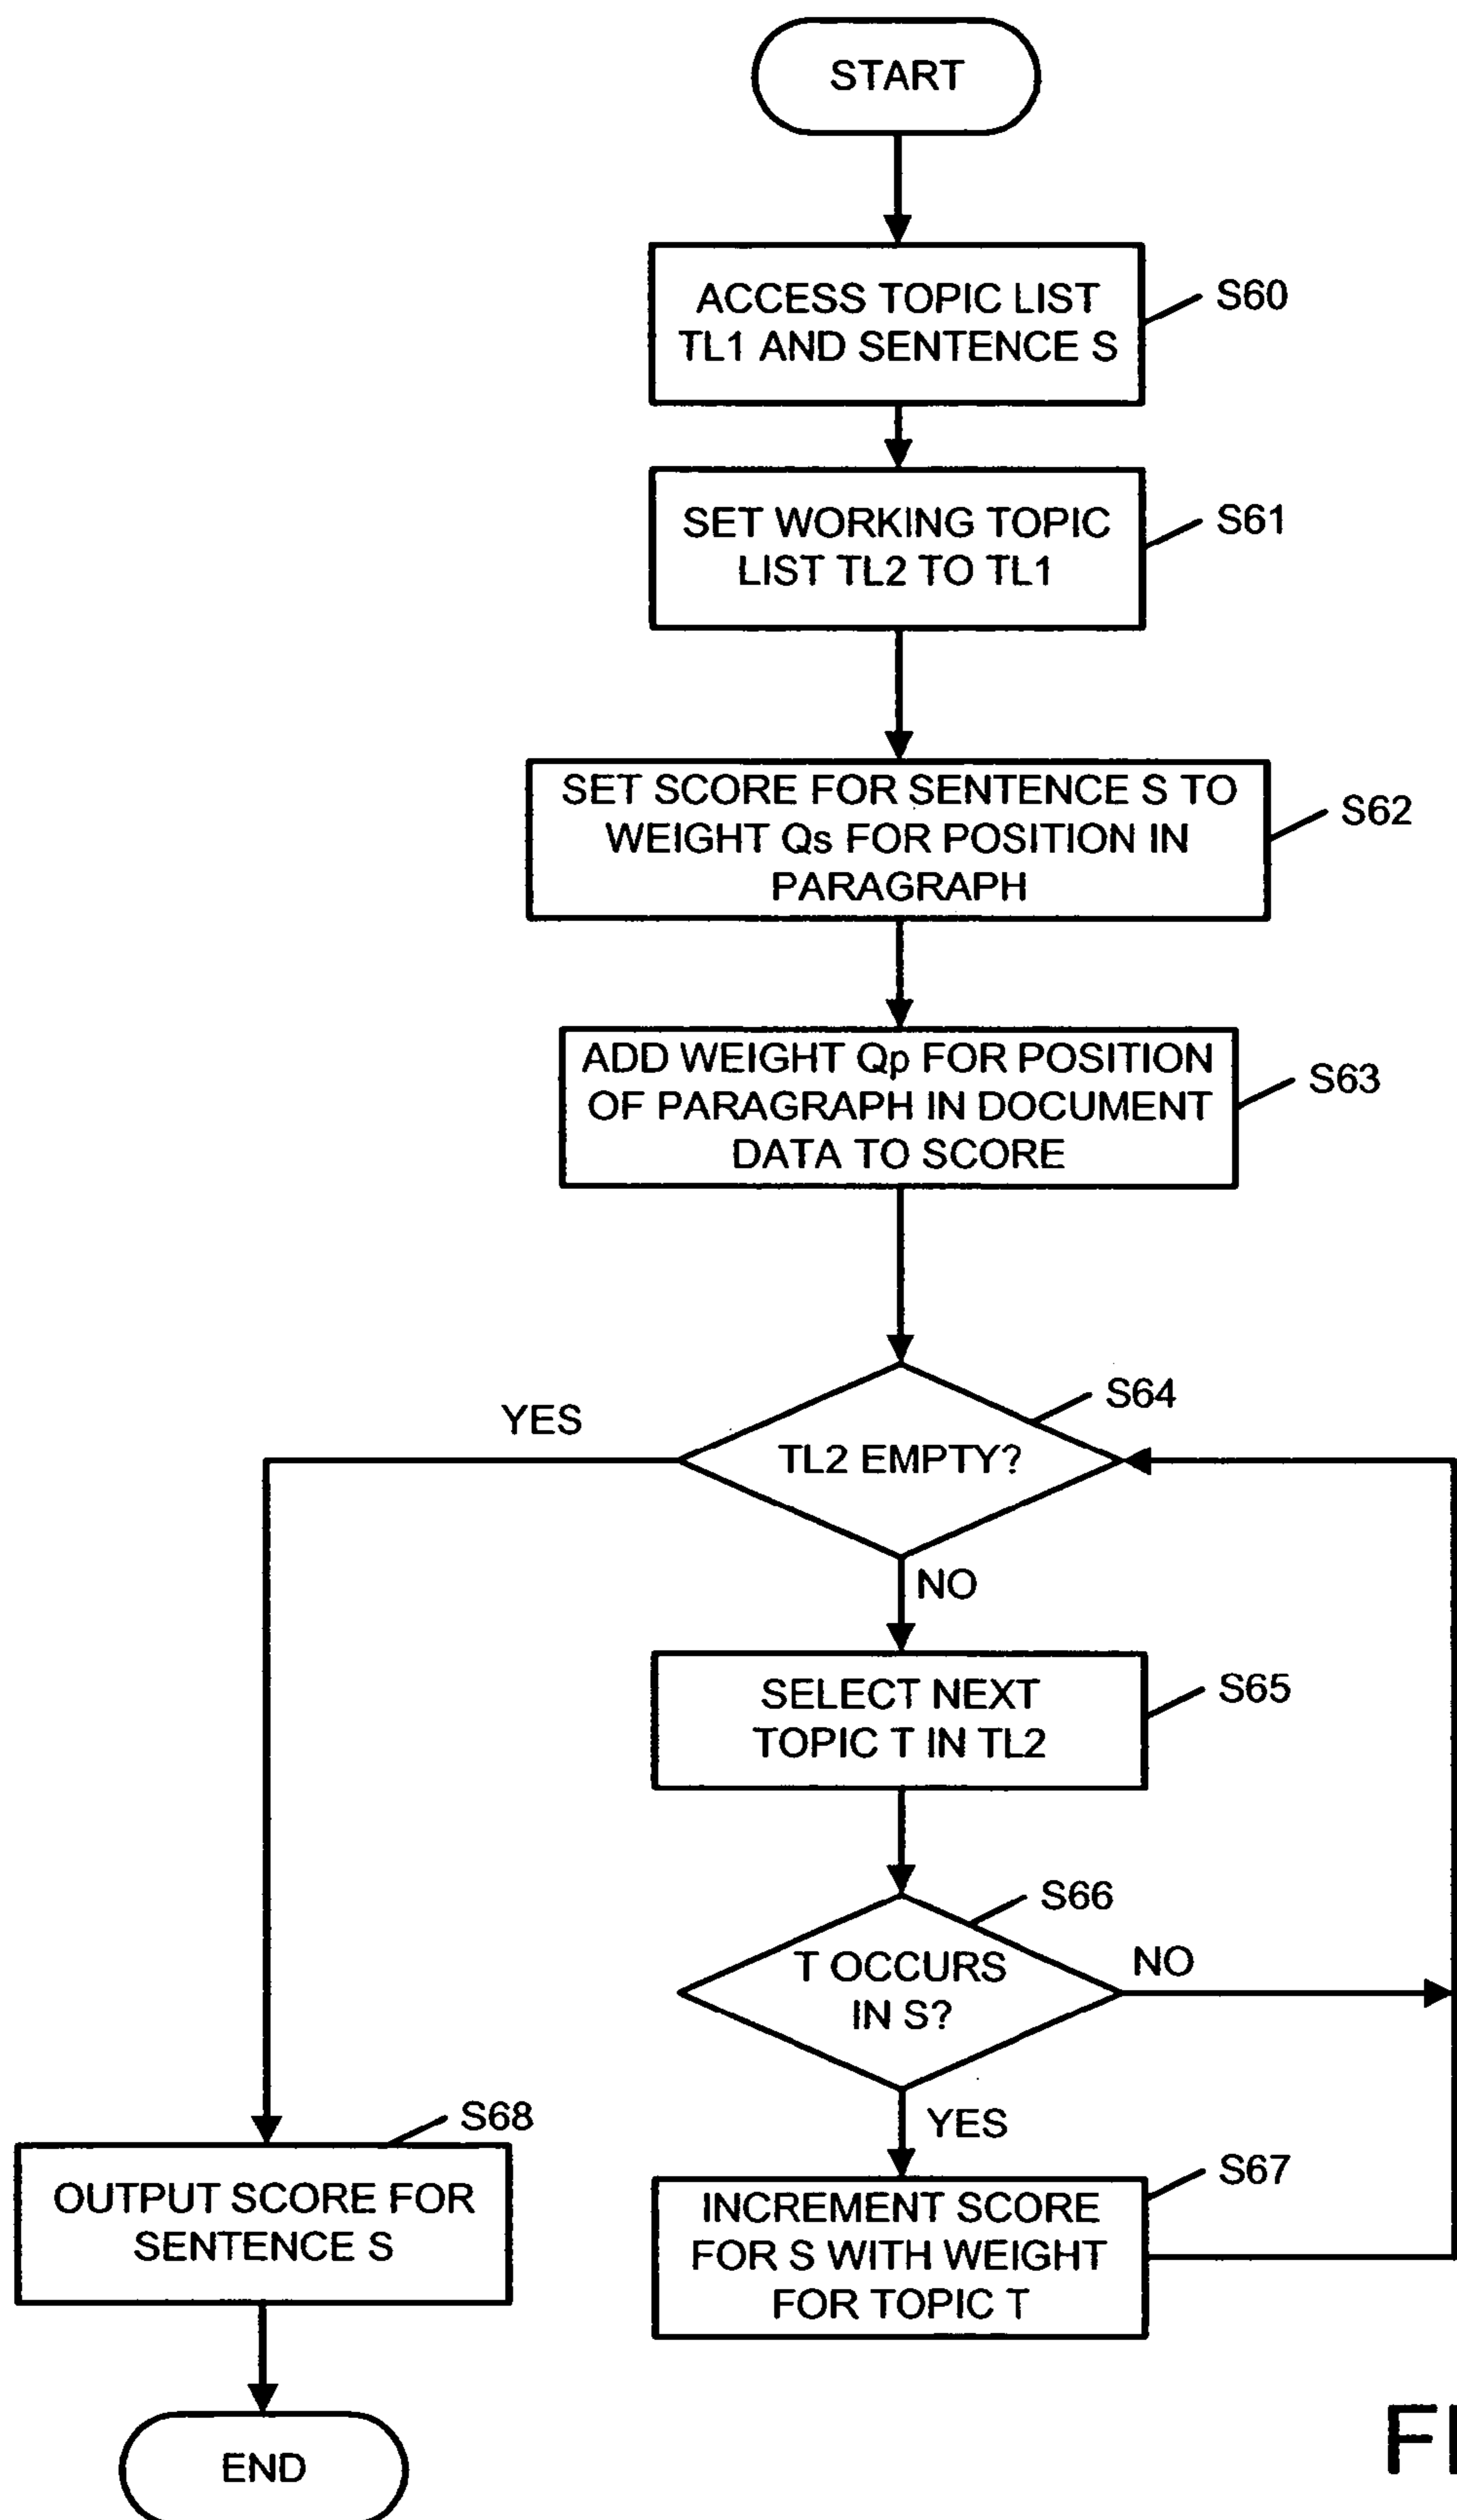 START
ACCESS TOPIC LIST
TL1 AND SENTENCE S
S60
SET WORKING TOPIC
LIST TL2 TO TL1
S61
SET SCORE FOR SENTENCE S TO
WEIGHT Qs FOR POSITION IN
PARAGRAPH
S62
ADD WEIGHT Qp FOR POSITION
OF PARAGRAPH IN DOCUMENT
DATA TO SCORE
S63
S64
YES
TL2 EMPTY?
NO
SELECT NEXT
TOPIC T IN TL2
S65
S66
T OCCURS
IN S?
NO
YES
S68
OUTPUT SCORE FOR
SENTENCE S
S67
INCREMENT SCORE
FOR S WITH WEIGHT
FOR TOPIC T
END